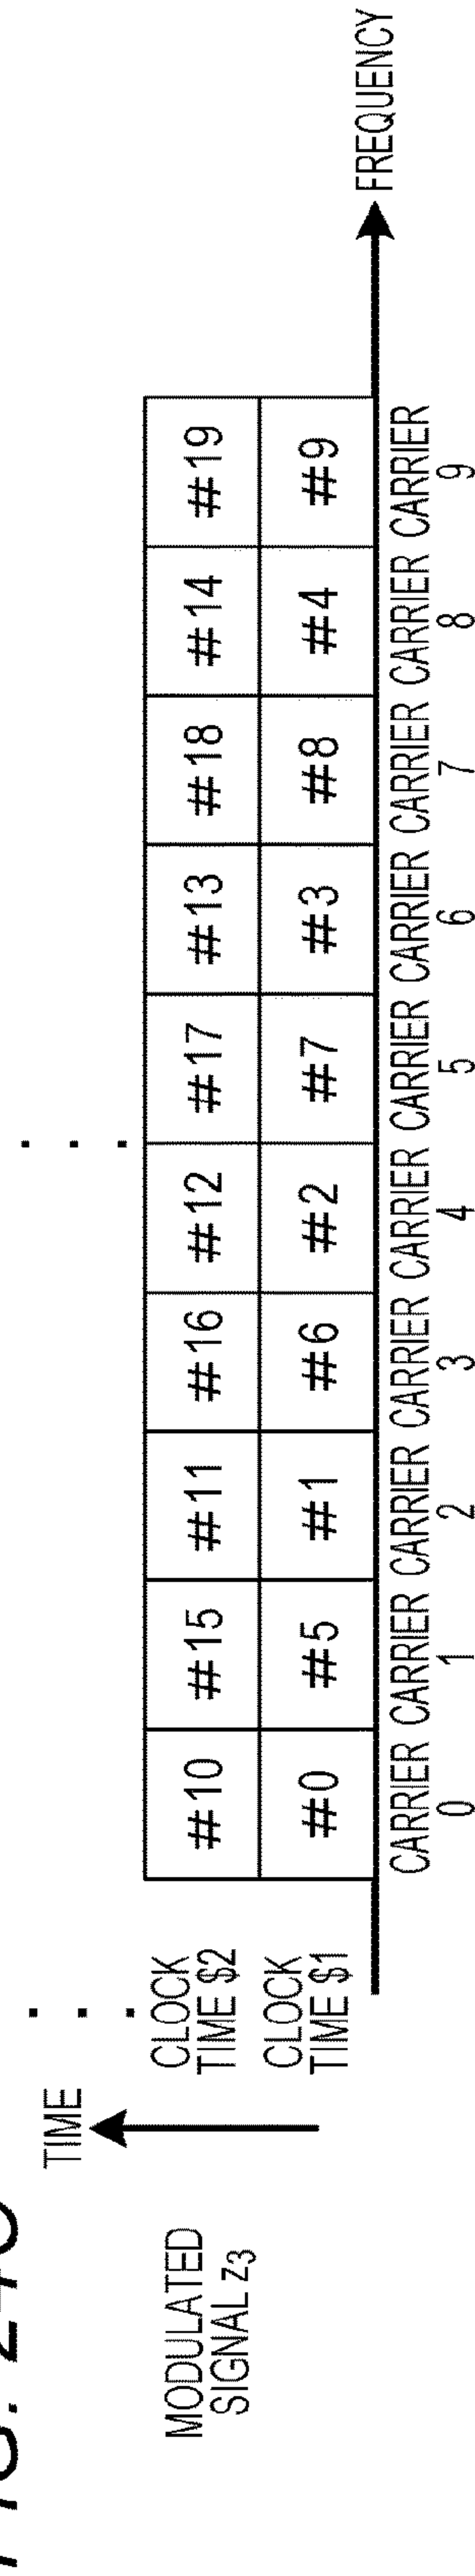 TIME
MODULATED
SIGNAL z3
CLOCK
TIME $2
#10 #15 #11 #16 #12 #17 #13 #18 #14 #19
CLOCK
TIME $1
#0 #5 #1 #6 #2 #7 #3 #8 #4 #9
FREQUENCY
CARRIER CARRIER CARRIER CARRIER CARRIER CARRIER CARRIER CARRIER CARRIER CARRIER
0 1 2 3 4 5 6 7 8 9